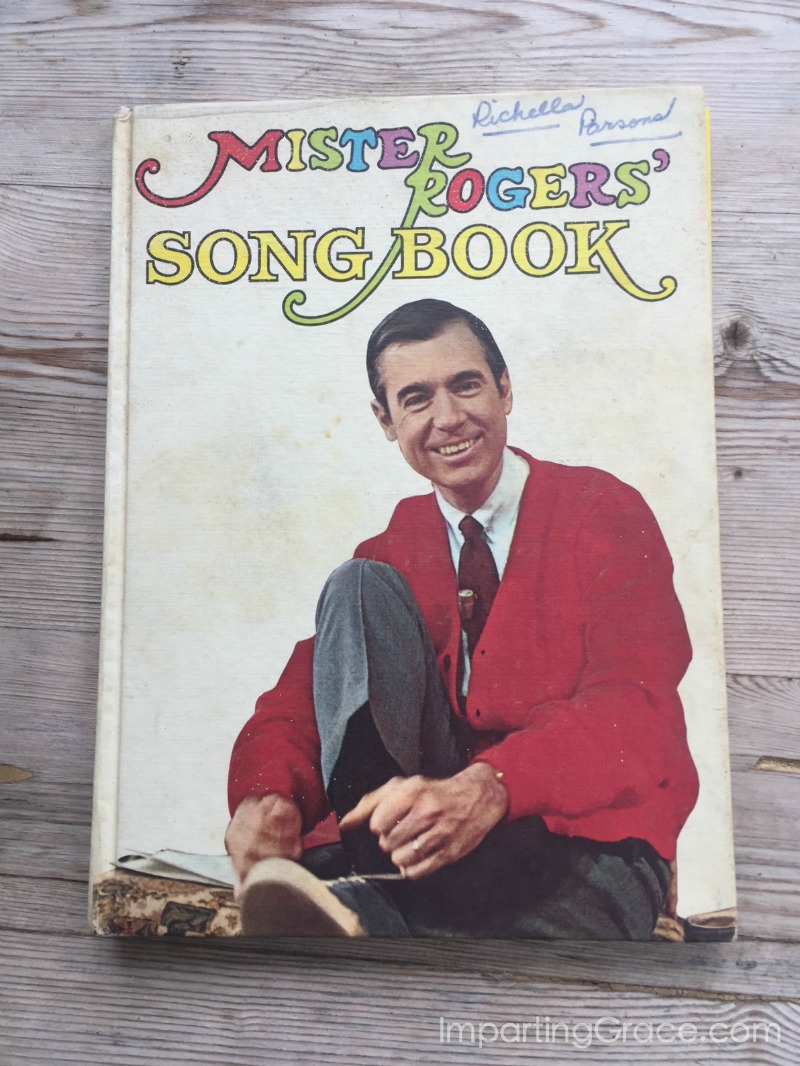 Richella Parsons
MISTER
ROGERS'
SONG BOOK
ImpartingGrace.com